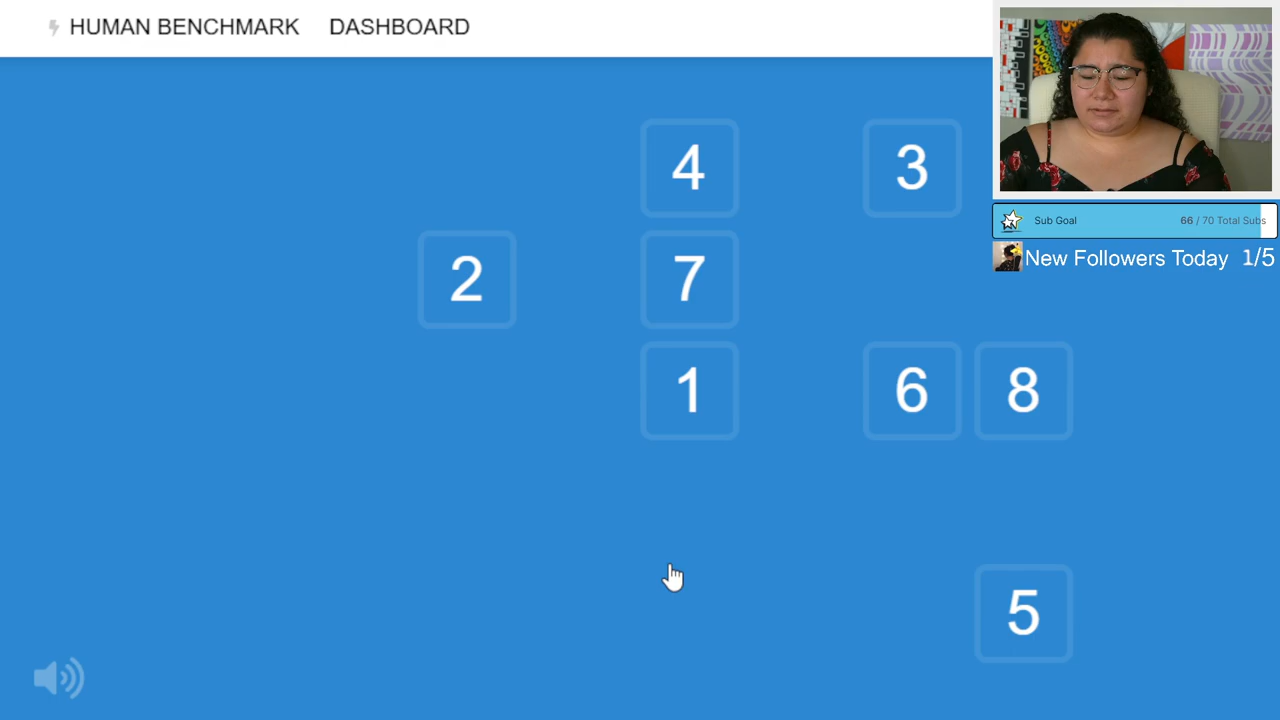 HUMAN BENCHMARK DASHBOARD
4 3
2 7
1 6 8
5
Sub Goal 66 / 70 Total Subs
New Followers Today 1/5